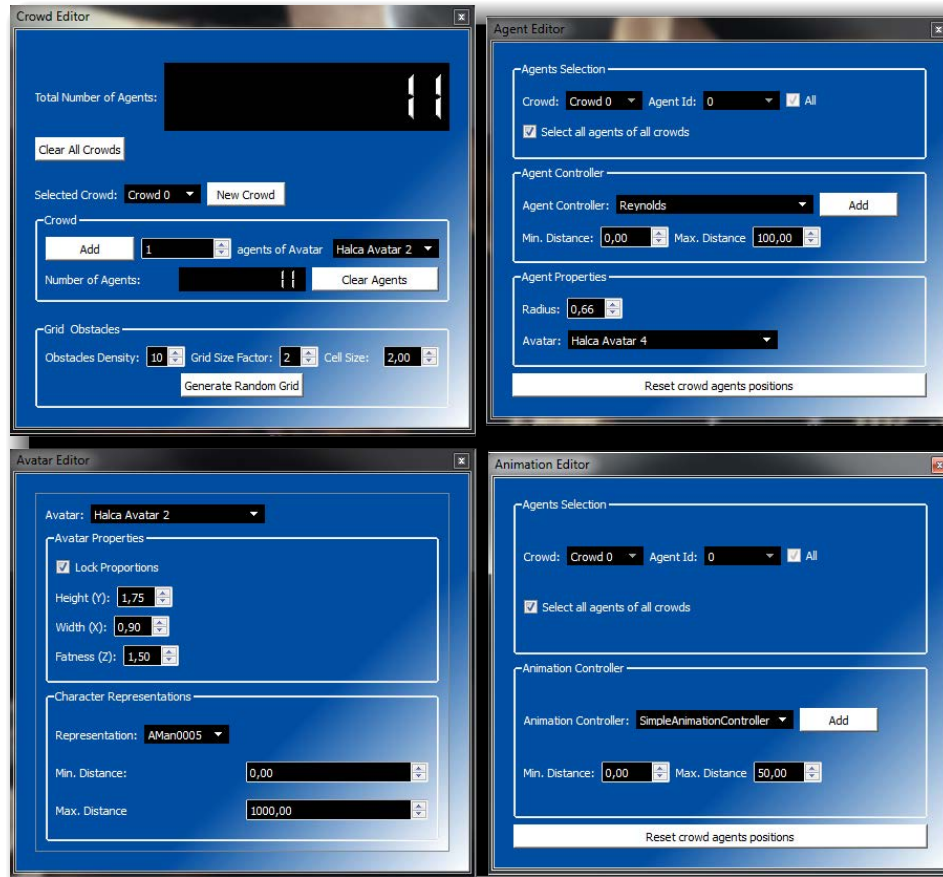 Crowd Editor
Total Number of Agents: 11
Clear All Crowds
Selected Crowd: Crowd 0 New Crowd
Crowd
Add 1 agents of Avatar Halca Avatar 2
Number of Agents: 11 Clear Agents
Grid Obstacles
Obstacles Density: 10 Grid Size Factor: 2 Cell Size: 2,00
Generate Random Grid
Agent Editor
Agents Selection
Crowd: Crowd 0 Agent Id: 0 All
Select all agents of all crowds
Agent Controller
Agent Controller: Reynolds Add
Min. Distance: 0,00 Max. Distance 100,00
Agent Properties
Radius: 0,66
Avatar: Halca Avatar 4
Reset crowd agents positions
Avatar Editor
Avatar: Halca Avatar 2
Avatar Properties
Lock Proportions
Height (Y): 1,75
Width (X): 0,90
Fatness (Z): 1,50
Character Representations
Representation: AMan0005
Min. Distance: 0,00
Max. Distance 1000,00
Animation Editor
Agents Selection
Crowd: Crowd 0 Agent Id: 0 All
Select all agents of all crowds
Animation Controller
Animation Controller: SimpleAnimationController Add
Min. Distance: 0,00 Max. Distance 50,00
Reset crowd agents positions